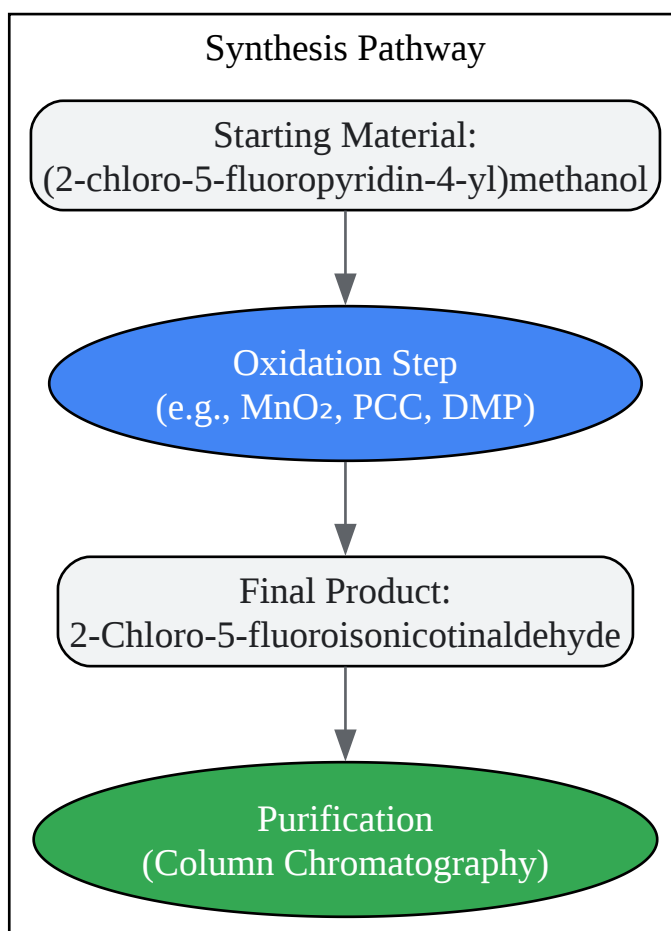 Synthesis Pathway
Starting Material:
(2-chloro-5-fluoropyridin-4-yl)methanol
Oxidation Step
(e.g., MnO₂, PCC, DMP)
Final Product:
2-Chloro-5-fluoroisonicotinaldehyde
Purification
(Column Chromatography)